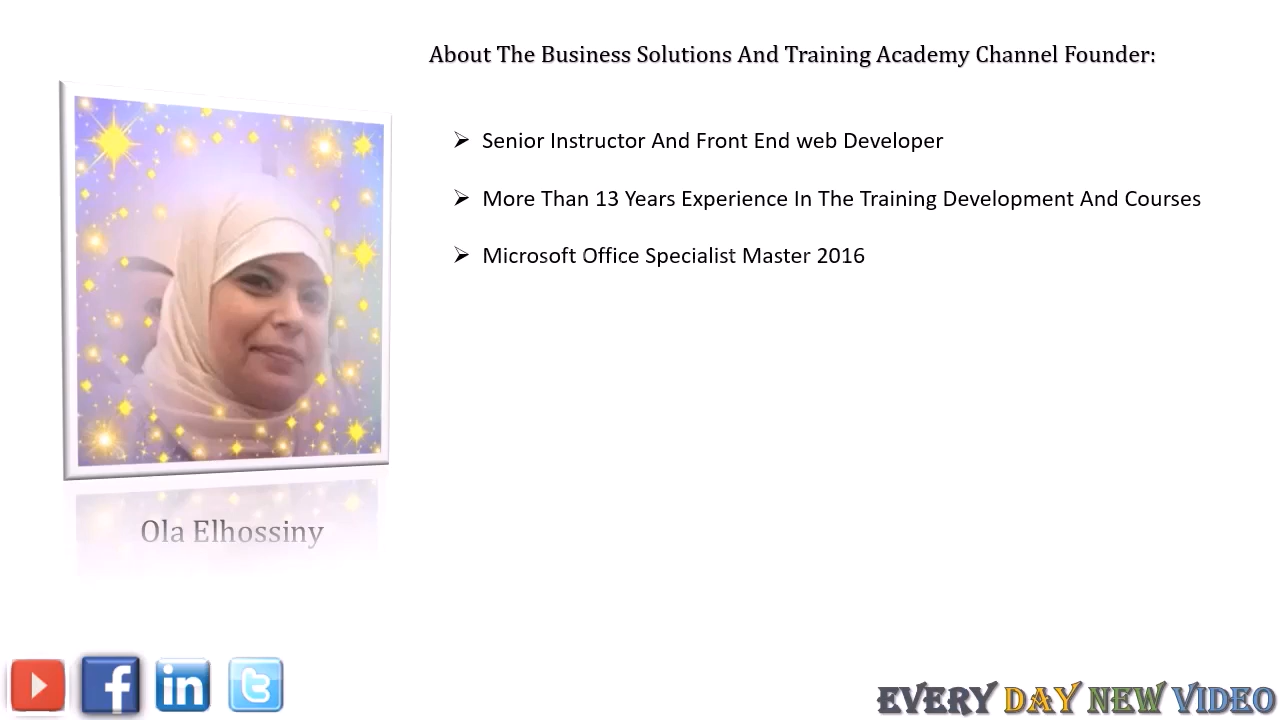 About The Business Solutions And Training Academy Channel Founder:
Senior Instructor And Front End web Developer
More Than 13 Years Experience In The Training Development And Courses
Microsoft Office Specialist Master 2016
Ola Elhossiny
EVERY DAY NEW VIDEO